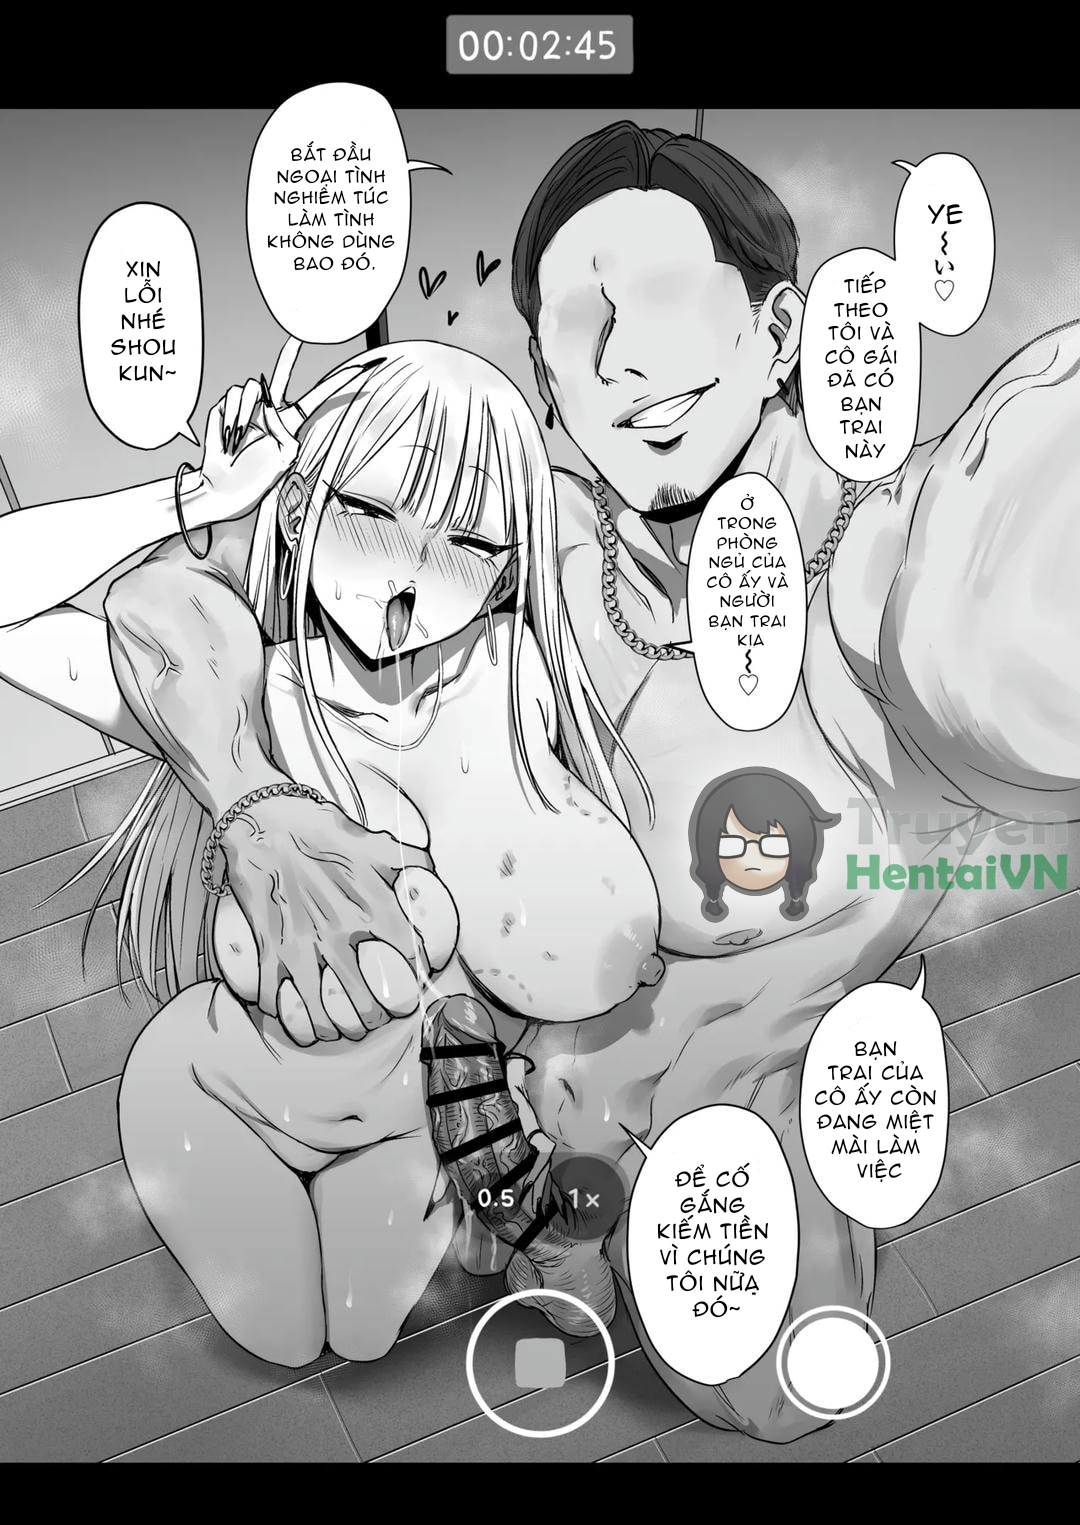 00:02:45
YE
~い♡
TIẾP
THEO
TÔI VÀ
CÔ GÁI
ĐÃ CÓ
BẠN
TRAI
NÀY
BẮT ĐẦU
NGOẠI TÌNH
NGHIÊM TÚC
LÀM TÌNH
KHÔNG DÙNG
BAO ĐÓ.
XIN
LỖI
NHÉ
SHOU
KUN~
Ở
TRONG
PHÒNG
NGỦ CỦA
CÔ ẤY VÀ
NGƯỜI
BẠN TRAI
KIA
~♡
Truyen
HentaiVN
BẠN
TRAI CỦA
CÔ ẤY CÒN
ĐANG MIỆT
MÀI LÀM
VIỆC
ĐỂ CỐ
GẮNG
KIẾM TIỀN
VÌ CHÚNG
TÔI NỮA
ĐÓ~
0.5 1×